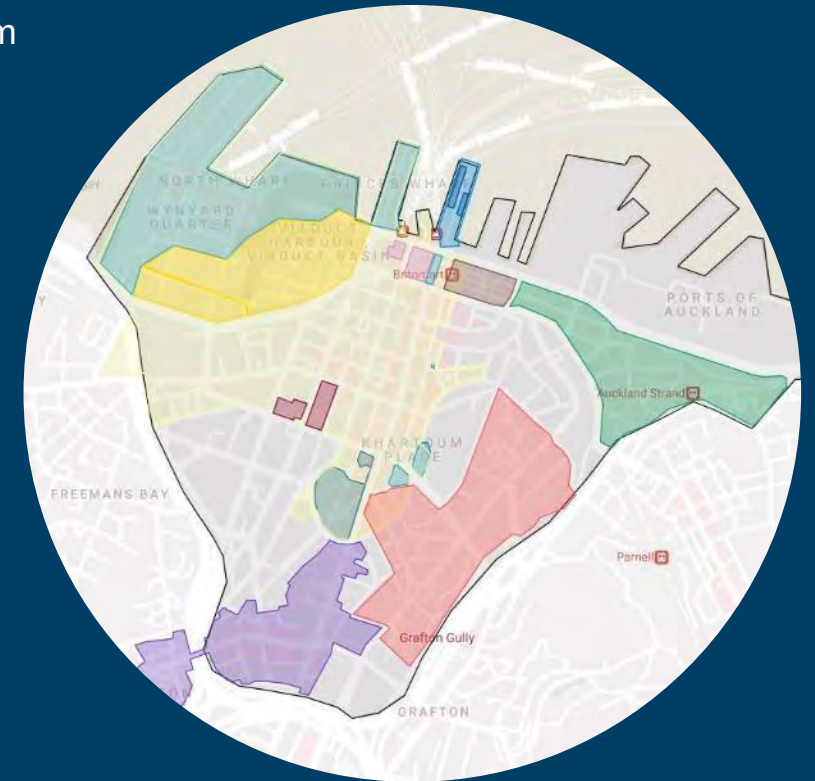 m
NORTH WHARF
PRINCES WHARF
WYNYARD
QUARTER
VIADUCT
HARBOUR
VIADUCT BASIN
Britomart
PORTS OF
AUCKLAND
Auckland Strand
KHARTOUM
PLACE
FREEMANS BAY
Parnell
Grafton Gully
GRAFTON